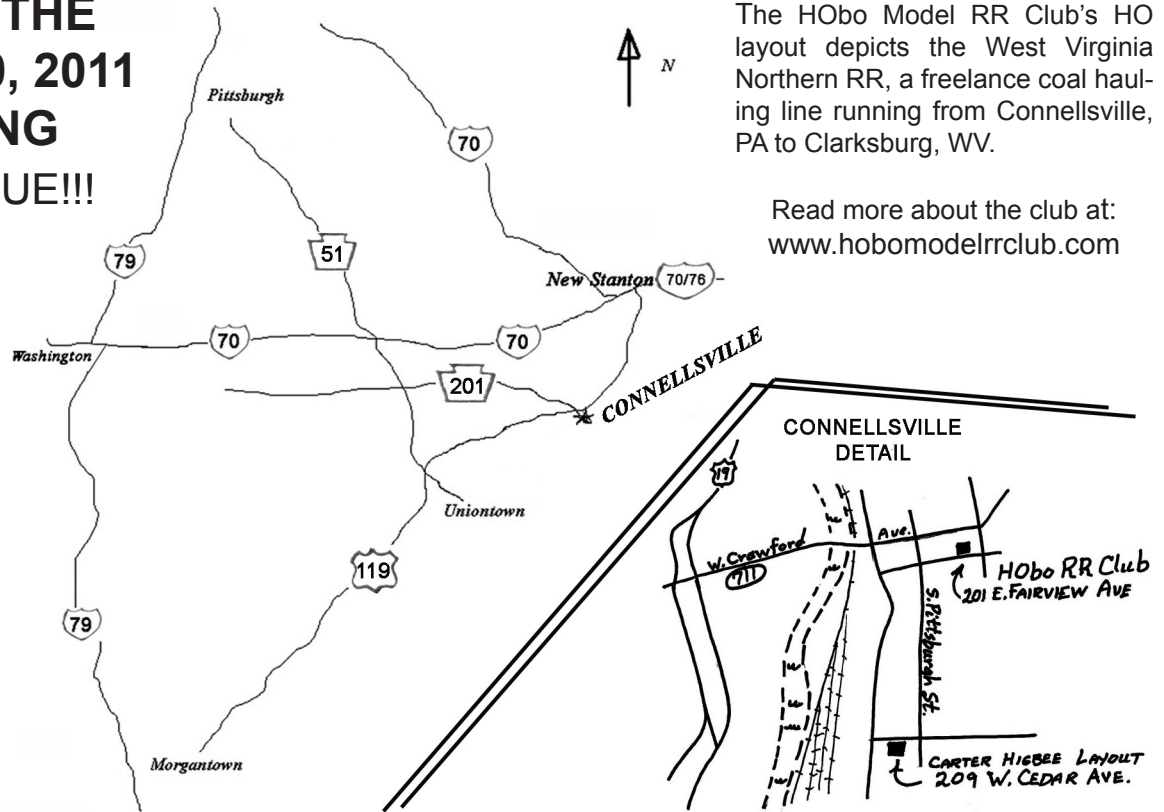 THE
, 2011
NG
UE!!!
The HObo Model RR Club's HO
layout depicts the West Virginia
Northern RR, a freelance coal haul-
ing line running from Connellsville,
PA to Clarksburg, WV.
Read more about the club at:
www.hobomodelrrclub.com
N
Pittsburgh
70
79
51
New Stanton
70/76
Washington
70
70
201
CONNELLSVILLE
Uniontown
119
79
Morgantown
CONNELLSVILLE
DETAIL
19
W. Crawford Ave.
711
HObo RR Club
201 E. FAIRVIEW AVE
S. Pittsburgh St.
CARTER HIGBEE LAYOUT
209 W. CEDAR AVE.